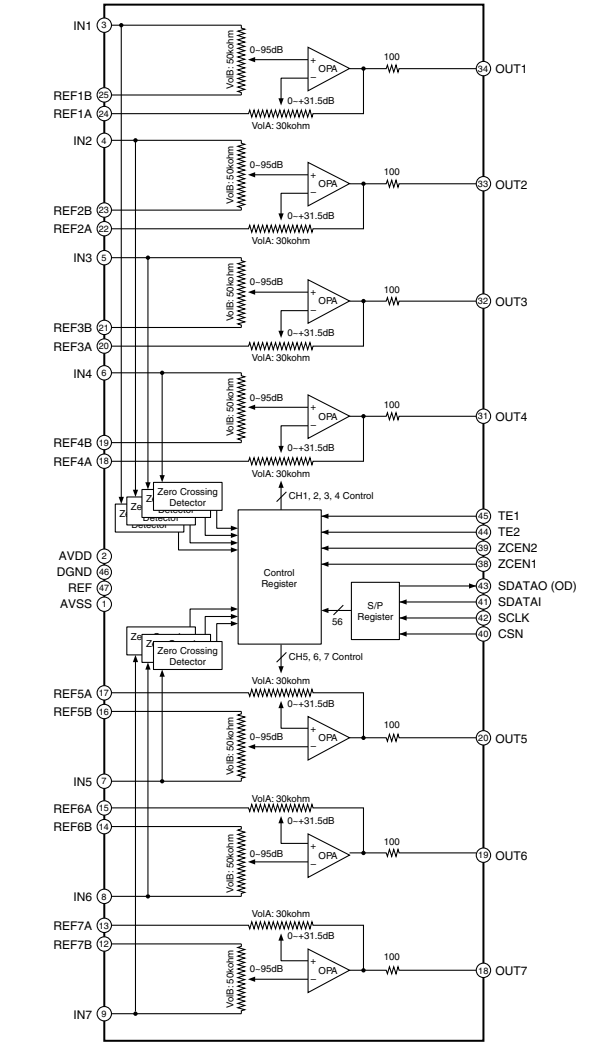 IN1 3
VolB: 50kohm
0~95dB
+
−
OPA
100
34 OUT1
0~+31.5dB
REF1B 25
REF1A 24
VolA: 30kohm
IN2 4
VolB: 50kohm
0~95dB
+
−
OPA
100
33 OUT2
0~+31.5dB
REF2B 23
REF2A 22
VolA: 30kohm
IN3 5
VolB: 50kohm
0~95dB
+
−
OPA
100
32 OUT3
0~+31.5dB
REF3B 21
REF3A 20
VolA: 30kohm
IN4 6
VolB: 50kohm
0~95dB
+
−
OPA
100
31 OUT4
0~+31.5dB
REF4B 19
REF4A 18
VolA: 30kohm
Zero Crossing
Detector
CH1, 2, 3, 4 Control
45 TE1
44 TE2
39 ZCEN2
38 ZCEN1
AVDD 2
DGND 46
REF 47
AVSS 1
Control
Register
56
S/P
Register
43 SDATAO (OD)
41 SDATAI
42 SCLK
40 CSN
Zero Crossing
Detector
CH5, 6, 7 Control
VolA: 30kohm
REF5A 17
REF5B 16
0~+31.5dB
VolB: 50kohm
0~95dB
+
−
OPA
100
20 OUT5
IN5 7
VolA: 30kohm
REF6A 15
REF6B 14
0~+31.5dB
VolB: 50kohm
0~95dB
+
−
OPA
100
19 OUT6
IN6 8
VolA: 30kohm
REF7A 13
REF7B 12
0~+31.5dB
VolB: 50kohm
0~95dB
+
−
OPA
100
18 OUT7
IN7 9